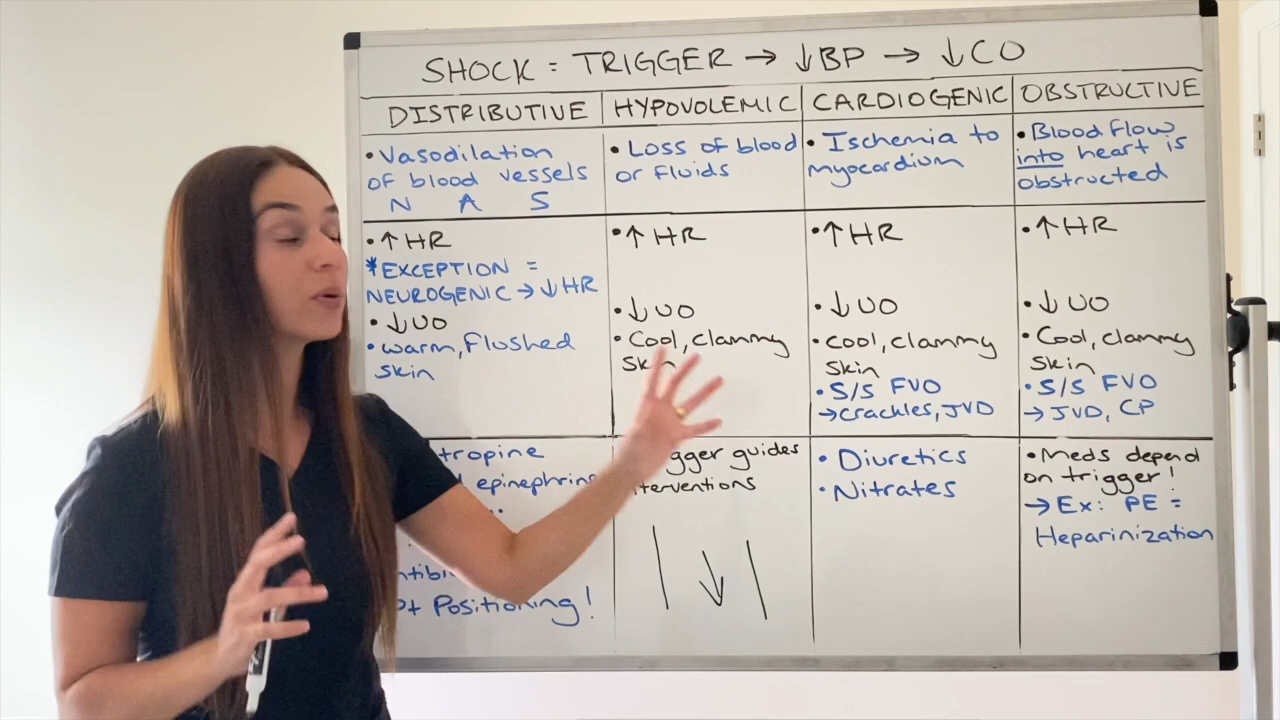 SHOCK = TRIGGER → ↓BP → ↓CO
DISTRIBUTIVE
• Vasodilation
of blood vessels
N A S
• ↑ HR
*EXCEPTION =
NEUROGENIC → ↓HR
• ↓UO
• warm, flushed
skin
tropine
epinephrin
Positioning!
HYPOVOLEMIC
• Loss of blood
or fluids
• ↑ HR
• ↓UO
• Cool, clammy
guides
CARDIOGENIC
• Ischemia to
myocardium
• ↑ HR
• ↓UO
• cool, clammy
skin
• S/S FVO
→ crackles, JVD
• Diuretics
• Nitrates
OBSTRUCTIVE
• Blood flow
into heart is
obstructed
• ↑ HR
• ↓UO
• Cool, clammy
skin
• S/S FVO
→ JVD, CP
• Meds depend
on trigger!
→ Ex: PE =
Heparinization